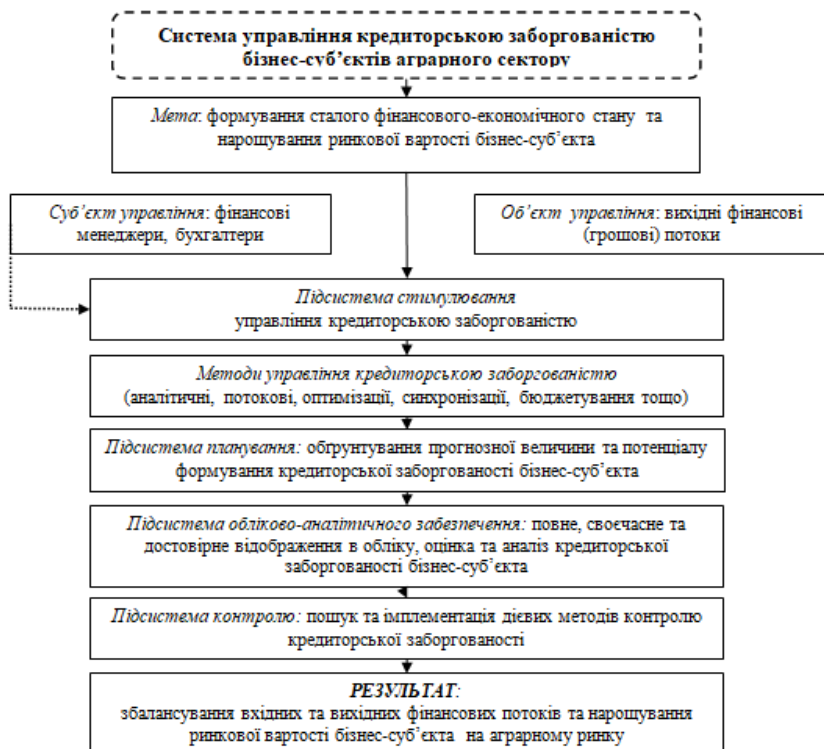 Система управління кредиторською заборгованістю
бізнес-суб’єктів аграрного сектору
Мета: формування сталого фінансового-економічного стану та
нарощування ринкової вартості бізнес-суб’єкта
Суб’єкт управління: фінансові
менеджери, бухгалтери
Об’єкт управління: вихідні фінансові
(грошові) потоки
Підсистема стимулювання
управління кредиторською заборгованістю
Методи управління кредиторською заборгованістю
(аналітичні, потокові, оптимізації, синхронізації, бюджетування тощо)
Підсистема планування: обґрунтування прогнозної величини та потенціалу
формування кредиторської заборгованості бізнес-суб’єкта
Підсистема обліково-аналітичного забезпечення: повне, своєчасне та
достовірне відображення в обліку, оцінка та аналіз кредиторської
заборгованості бізнес-суб’єкта
Підсистема контролю: пошук та імплементація дієвих методів контролю
кредиторської заборгованості
РЕЗУЛЬТАТ:
збалансування вхідних та вихідних фінансових потоків та нарощування
ринкової вартості бізнес-суб’єкта на аграрному ринку